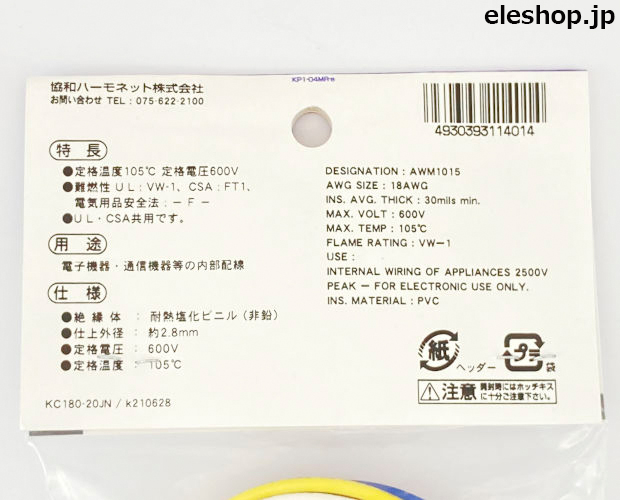 eleshop.jp
協和ハーモネット株式会社
お問い合わせ TEL : 075-622-2100
KP1-04MR-B
4930393114014
特長
●定格温度105℃ 定格電圧600V
●難燃性 UL : VW-1、CSA : FT1、
電気用品安全法 : －F－
●UL・CSA共用です。
用途
電子機器・通信機器等の内部配線
仕様
●絶縁体 : 耐熱塩化ビニル (非鉛)
●仕上外径 : 約2.8mm
●定格電圧 : 600V
●定格温度 : 105℃
KC180-20JN / k210628
DESIGNATION : AWM1015
AWG SIZE : 18AWG
INS. AVG. THICK : 30mils min.
MAX. VOLT : 600V
MAX. TEMP : 105℃
FLAME RATING : VW-1
USE :
INTERNAL WIRING OF APPLIANCES 2500V
PEAK － FOR ELECTRONIC USE ONLY.
INS. MATERIAL : PVC
紙 ヘッダー
プラ 袋
注意 開封時にはホッチキス
に十分ご注意下さい。